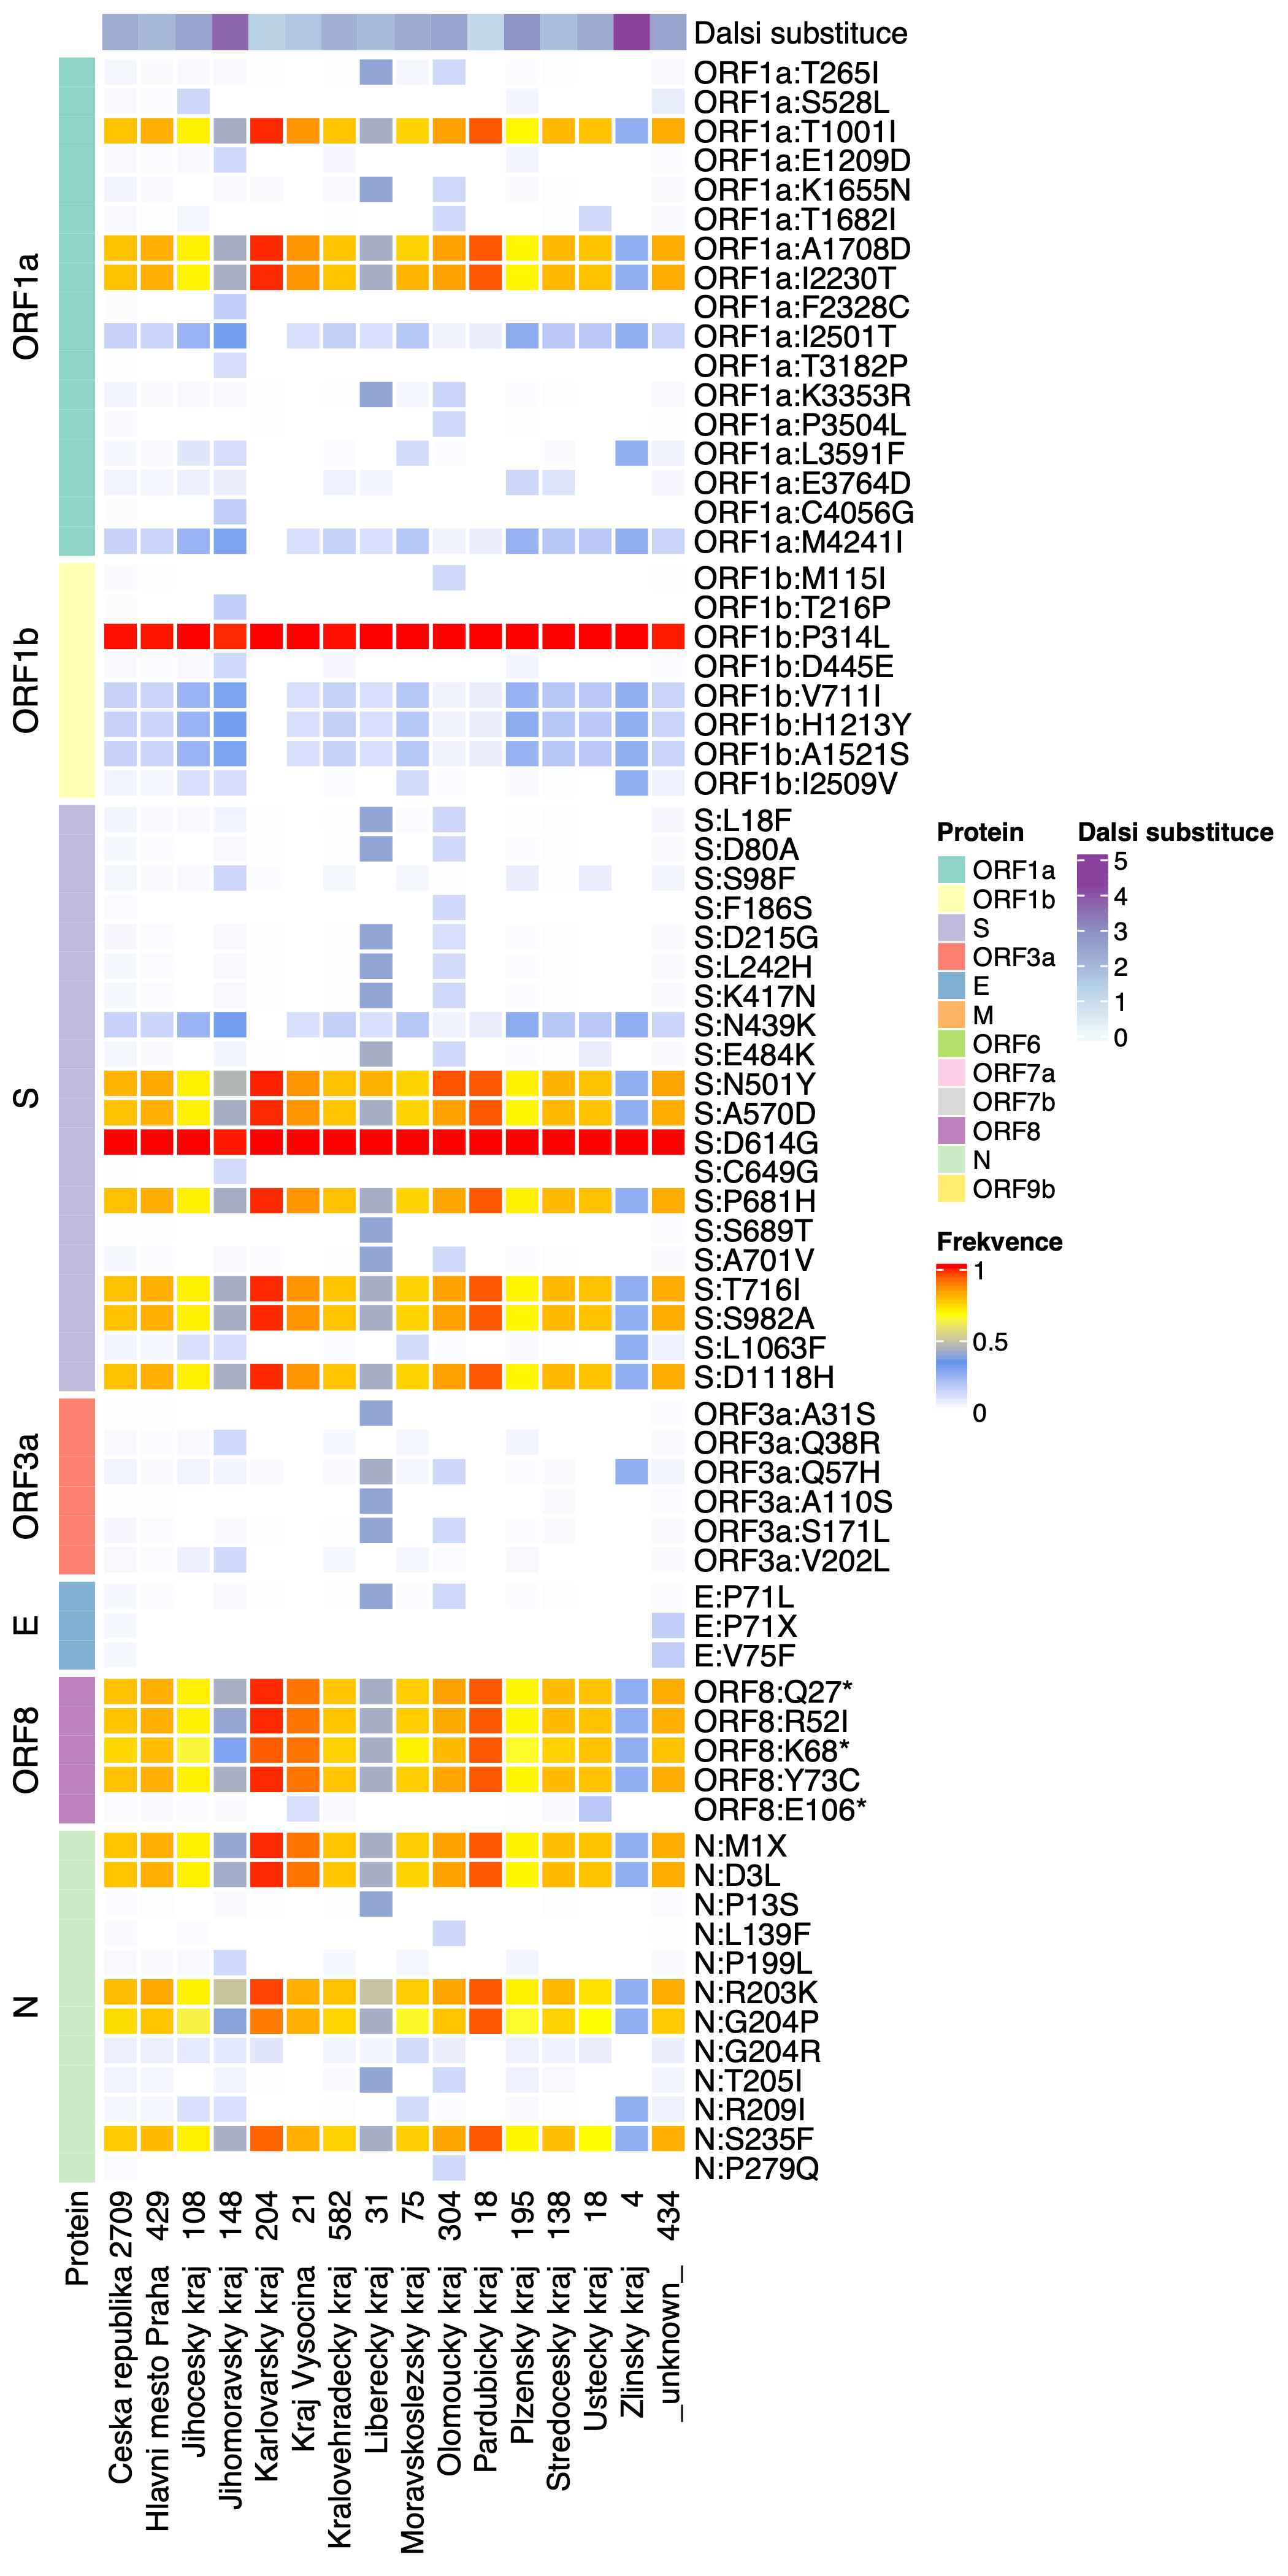 Dalsi substituce
ORF1a
ORF1a:T265I
ORF1a:S528L
ORF1a:T1001I
ORF1a:E1209D
ORF1a:K1655N
ORF1a:T1682I
ORF1a:A1708D
ORF1a:I2230T
ORF1a:F2328C
ORF1a:I2501T
ORF1a:T3182P
ORF1a:K3353R
ORF1a:P3504L
ORF1a:L3591F
ORF1a:E3764D
ORF1a:C4056G
ORF1a:M4241I
ORF1b
ORF1b:M115I
ORF1b:T216P
ORF1b:P314L
ORF1b:D445E
ORF1b:V711I
ORF1b:H1213Y
ORF1b:A1521S
ORF1b:I2509V
S
S:L18F
S:D80A
S:S98F
S:F186S
S:D215G
S:L242H
S:K417N
S:N439K
S:E484K
S:N501Y
S:A570D
S:D614G
S:C649G
S:P681H
S:S689T
S:A701V
S:T716I
S:S982A
S:L1063F
S:D1118H
ORF3a
ORF3a:A31S
ORF3a:Q38R
ORF3a:Q57H
ORF3a:A110S
ORF3a:S171L
ORF3a:V202L
E
E:P71L
E:P71X
E:V75F
ORF8
ORF8:Q27*
ORF8:R52I
ORF8:K68*
ORF8:Y73C
ORF8:E106*
N
N:M1X
N:D3L
N:P13S
N:L139F
N:P199L
N:R203K
N:G204P
N:G204R
N:T205I
N:R209I
N:S235F
N:P279Q
Protein
Ceska republika 2709
Hlavni mesto Praha 429
Jihocesky kraj 108
Jihomoravsky kraj 148
Karlovarsky kraj 204
Kraj Vysocina 21
Kralovehradecky kraj 582
Liberecky kraj 31
Moravskoslezsky kraj 75
Olomoucky kraj 304
Pardubicky kraj 18
Plzensky kraj 195
Stredocesky kraj 138
Ustecky kraj 18
Zlinsky kraj 4
_unknown_ 434
Protein
ORF1a
ORF1b
S
ORF3a
E
M
ORF6
ORF7a
ORF7b
ORF8
N
ORF9b
Dalsi substituce
5
4
3
2
1
0
Frekvence
1
0.5
0